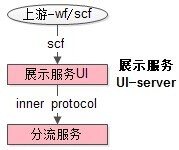 上游-wf/scf
scf
展示服务UI
展示服务
UI-server
inner protocol
分流服务